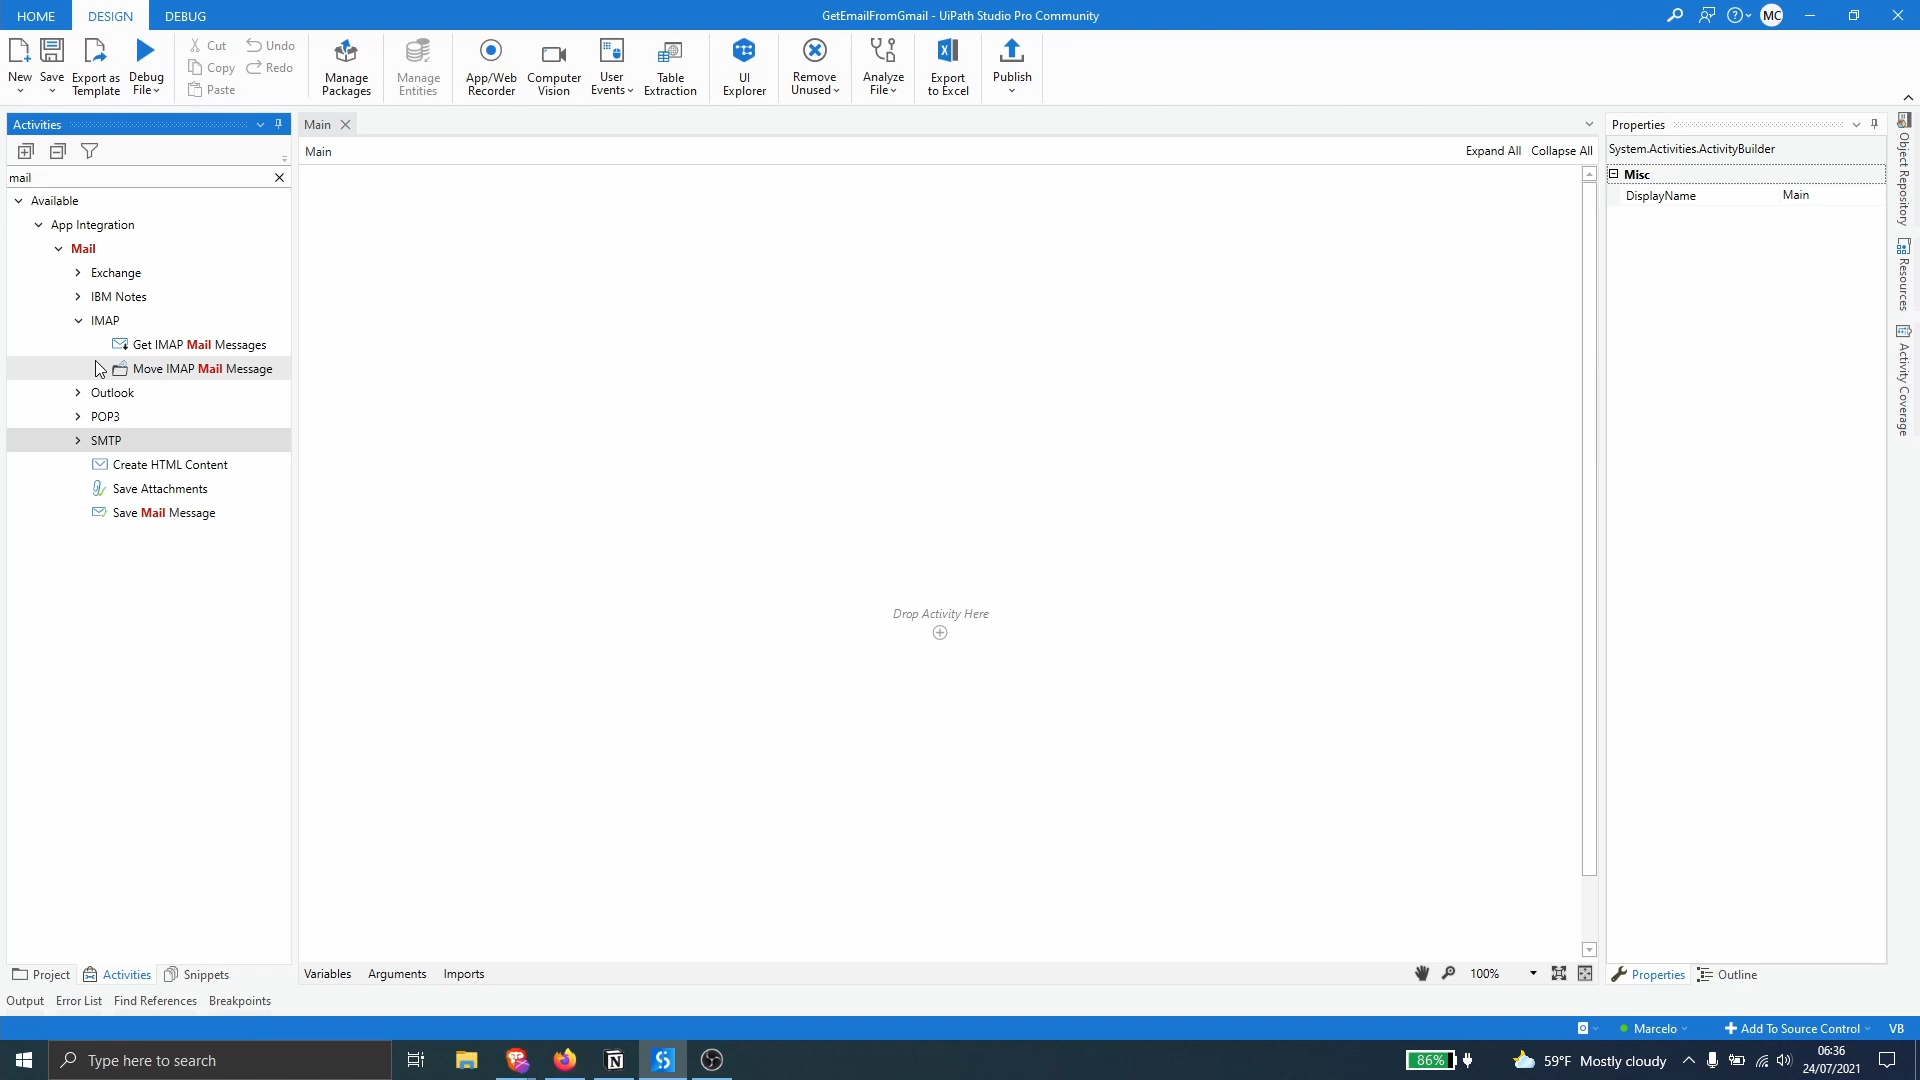 HOME DESIGN DEBUG
GetEmailFromGmail - UiPath Studio Pro Community
MC
New
Save
Export as
Template
Debug
File
Cut
Copy
Paste
Undo
Redo
Manage
Packages
Manage
Entities
App/Web
Recorder
Computer
Vision
User
Events
Table
Extraction
UI
Explorer
Remove
Unused
Analyze
File
Export
to Excel
Publish
Activities
mail
Available
App Integration
Mail
Exchange
IBM Notes
IMAP
Get IMAP Mail Messages
Move IMAP Mail Message
Outlook
POP3
SMTP
Create HTML Content
Save Attachments
Save Mail Message
Project Activities Snippets
Main
Main
Expand All Collapse All
Drop Activity Here
Variables Arguments Imports
100%
Properties
System.Activities.ActivityBuilder
Misc
DisplayName Main
Properties Outline
Object Repository
Resources
Activity Coverage
Output Error List Find References Breakpoints
Marcelo
Add To Source Control
VB
Type here to search
86%
59°F Mostly cloudy
06:36
24/07/2021